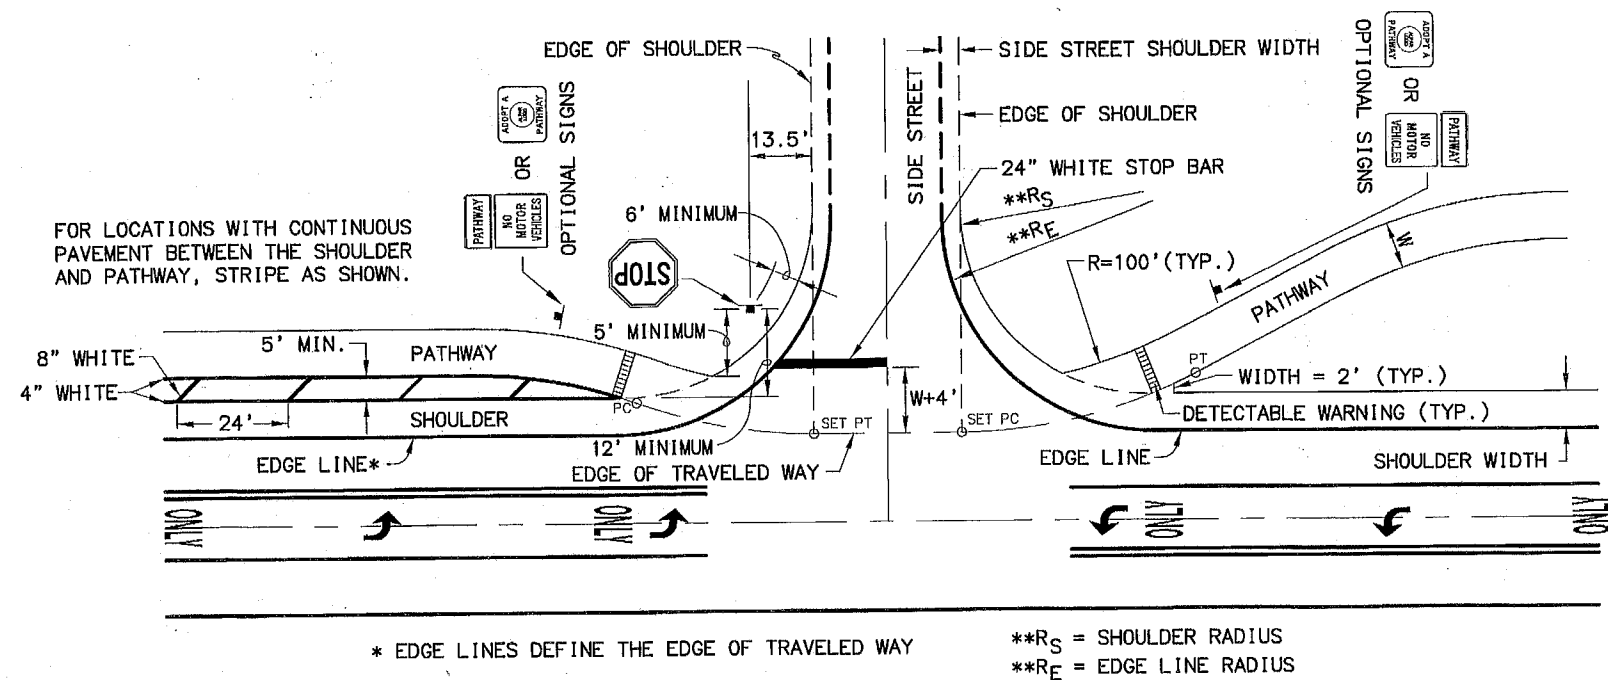 EDGE OF SHOULDER
SIDE STREET SHOULDER WIDTH
EDGE OF SHOULDER
24" WHITE STOP BAR
SIDE STREET
13.5'
6' MINIMUM
ADOPT A
PATHWAY
OR
PATHWAY
NO
MOTOR
VEHICLES
OPTIONAL SIGNS
ADOPT A
PATHWAY
OR
PATHWAY
NO
MOTOR
VEHICLES
OPTIONAL SIGNS
FOR LOCATIONS WITH CONTINUOUS
PAVEMENT BETWEEN THE SHOULDER
AND PATHWAY, STRIPE AS SHOWN.
STOP
**RS
**RE
R=100'(TYP.)
W
PATHWAY
5' MINIMUM
5' MIN.
PATHWAY
8" WHITE
4" WHITE
24'
SHOULDER
PC
PT
WIDTH = 2' (TYP.)
DETECTABLE WARNING (TYP.)
W+4'
SET PT
SET PC
12' MINIMUM
EDGE OF TRAVELED WAY
EDGE LINE*
EDGE LINE
SHOULDER WIDTH
ONLY
ONLY
ONLY
ONLY
* EDGE LINES DEFINE THE EDGE OF TRAVELED WAY
**RS = SHOULDER RADIUS
**RE = EDGE LINE RADIUS